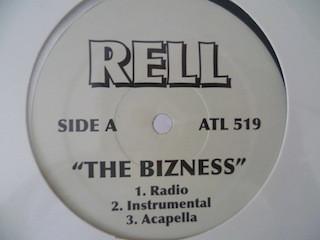 RELL
SIDE A ATL 519
“THE BIZNESS”
1. Radio
2. Instrumental
3. Acapella